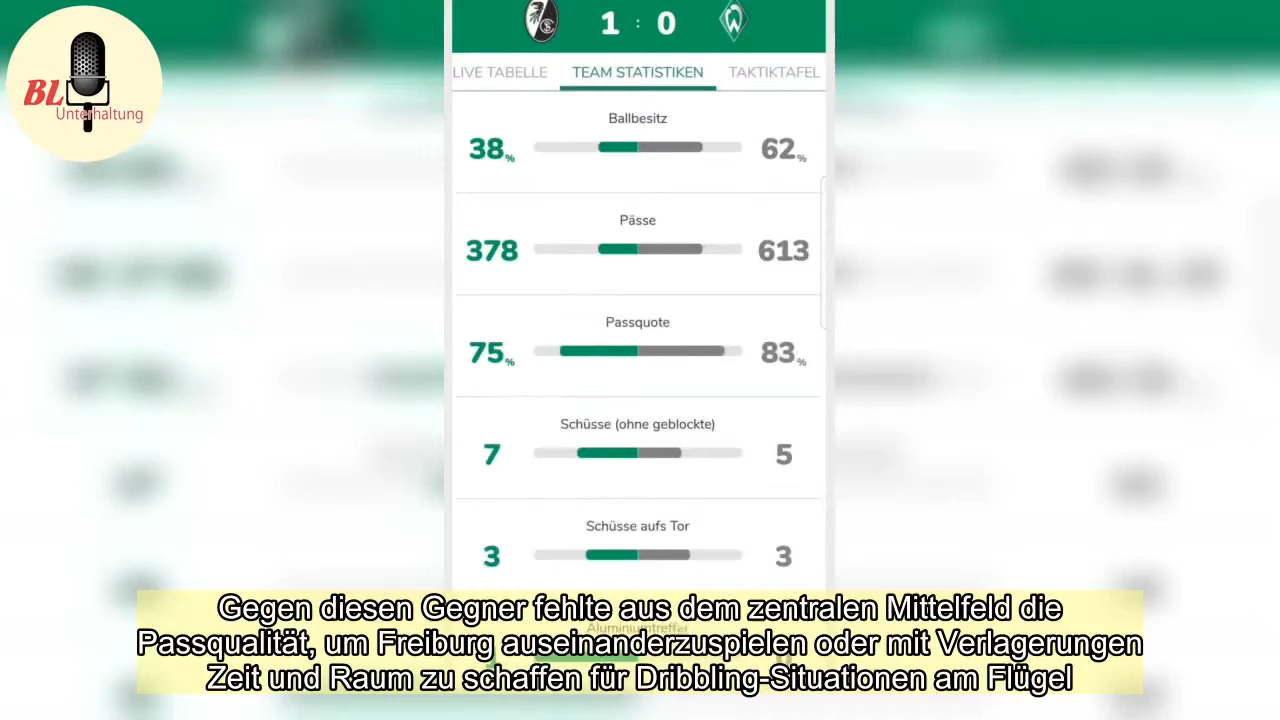 1 : 0
LIVE TABELLE TEAM STATISTIKEN TAKTIKTAFEL
BL
Unterhaltung
Ballbesitz
38% 62%
Pässe
378 613
Passquote
75% 83%
Schüsse (ohne geblockte)
7 5
Schüsse aufs Tor
3 3
Gegen diesen Gegner fehlte aus dem zentralen Mittelfeld die
Aluminiumtreffer
Passqualität, um Freiburg auseinanderzuspielen oder mit Verlagerungen
Zeit und Raum zu schaffen für Dribbling-Situationen am Flügel